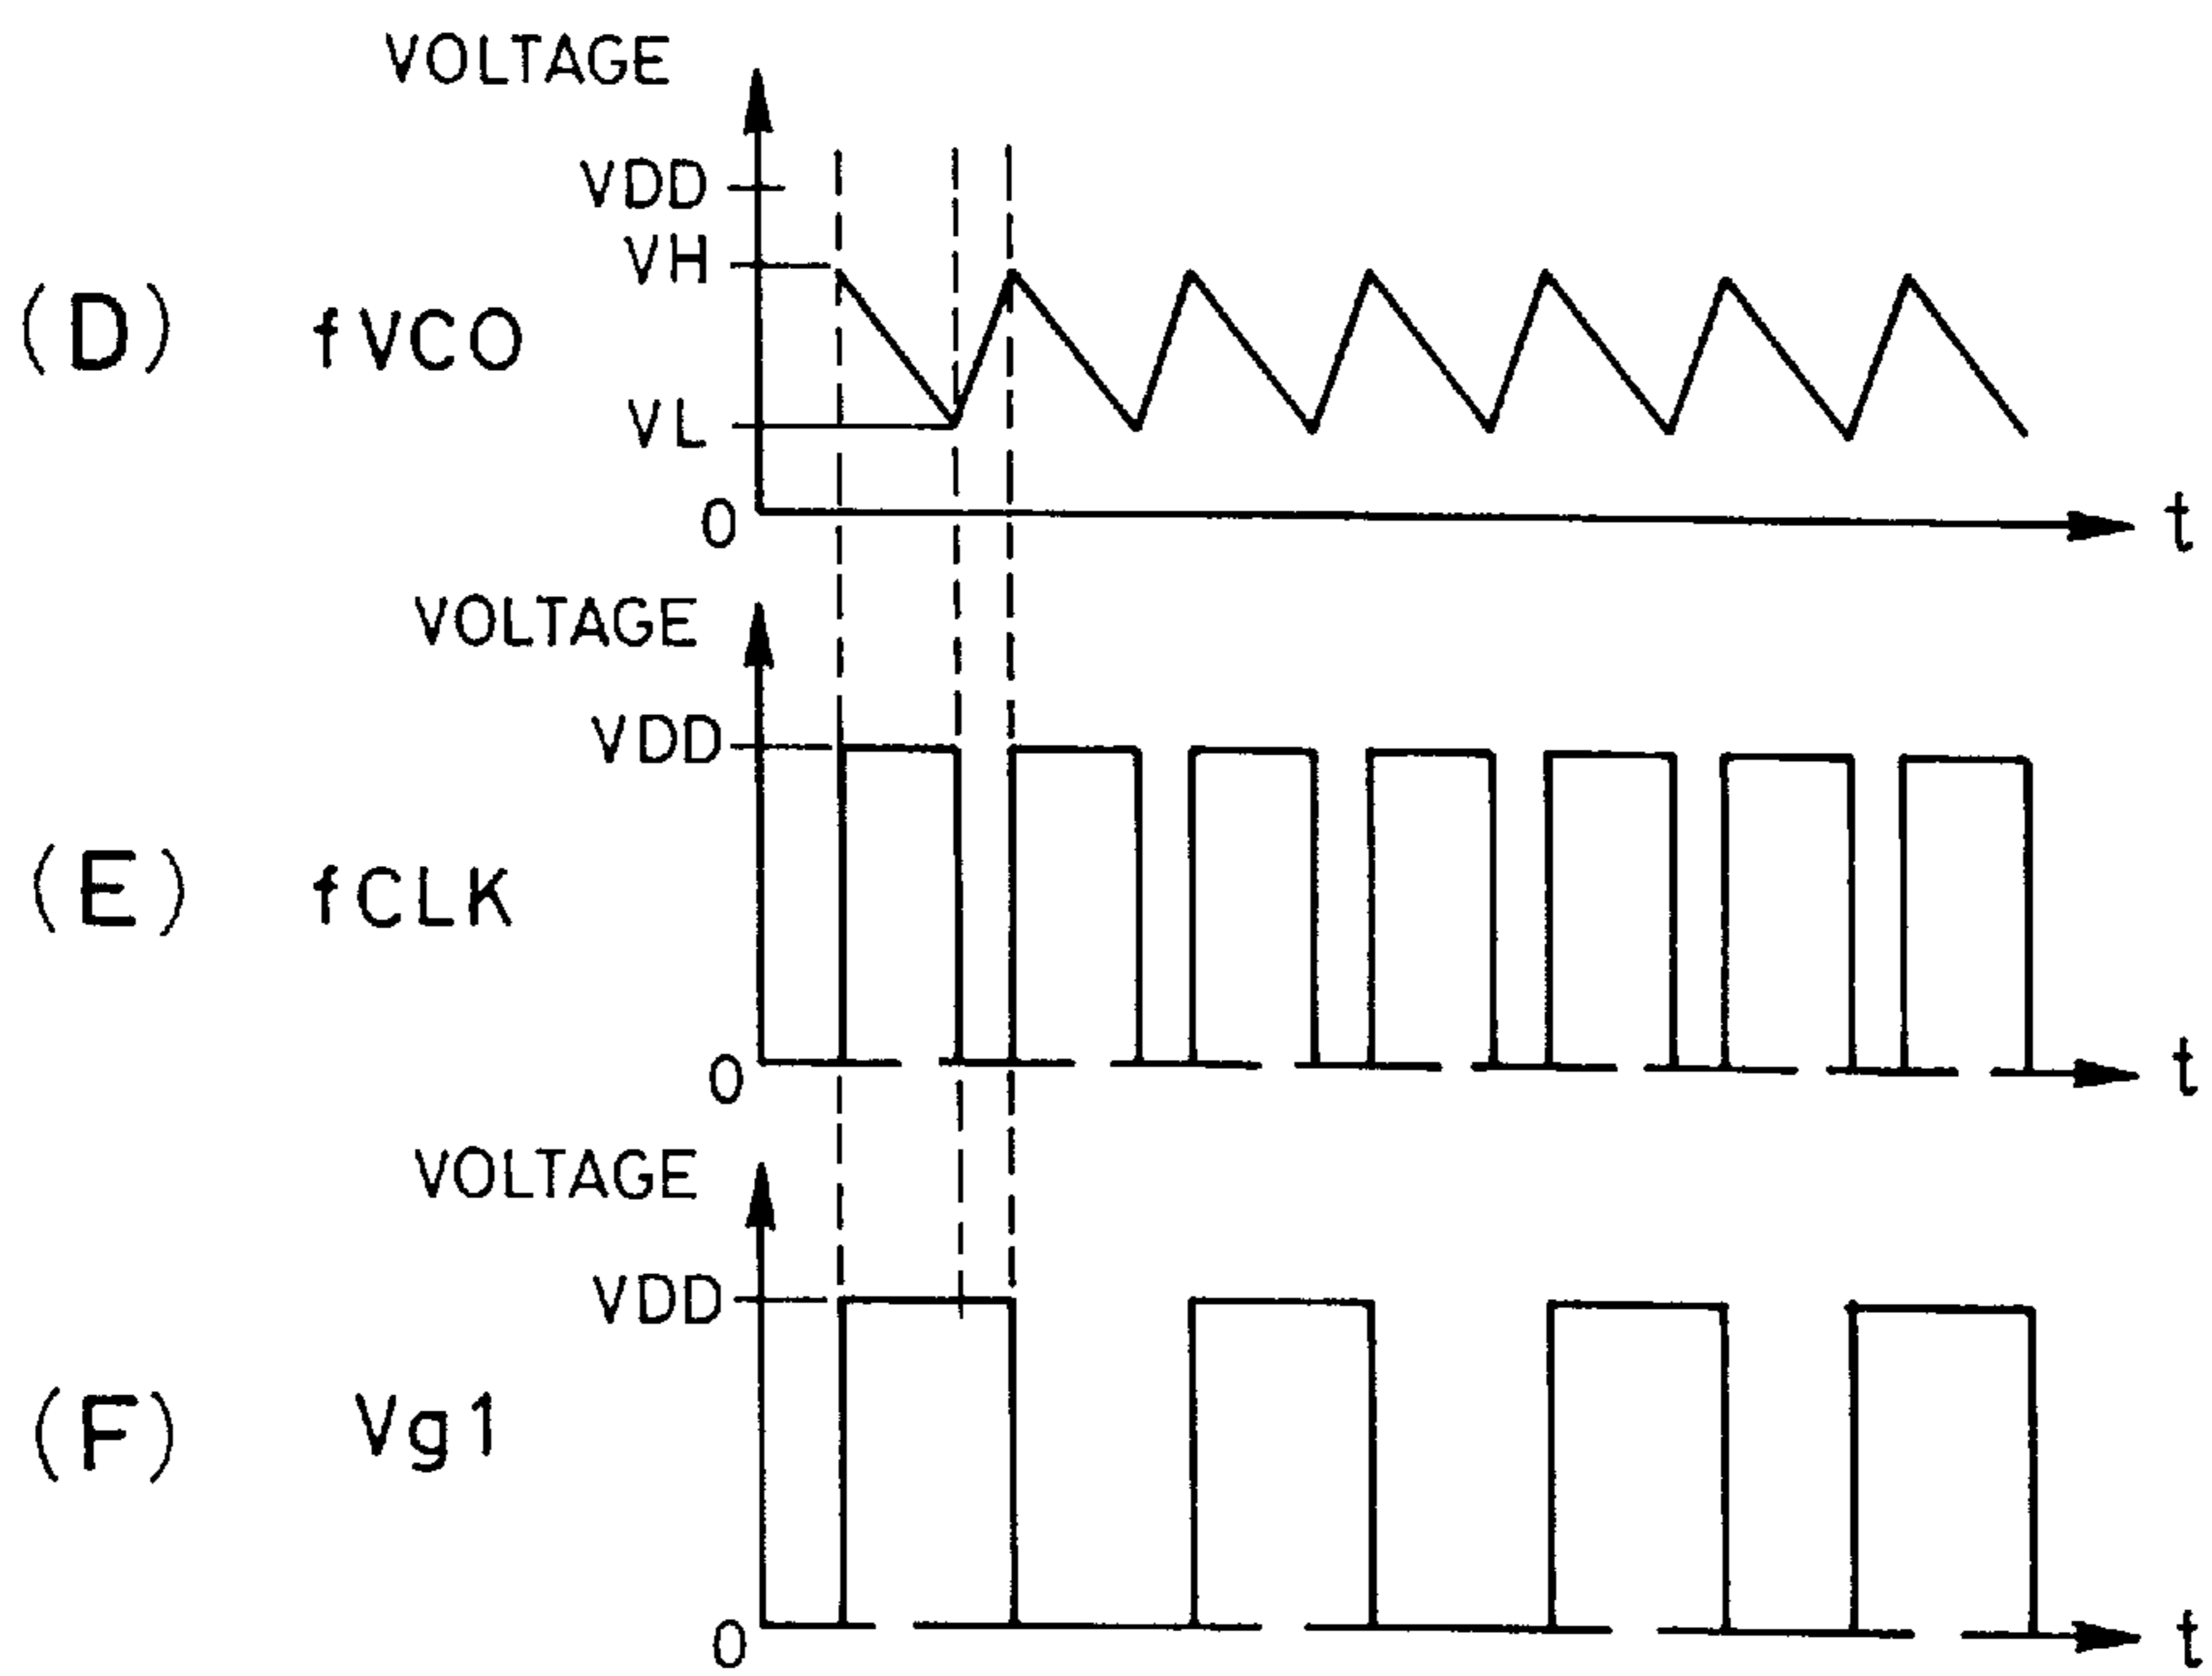 VOLTAGE
VDD
VH
(D) fVCO
VL
0
t
VOLTAGE
VDD
(E) fCLK
0
t
VOLTAGE
VDD
(F) Vg1
0
t